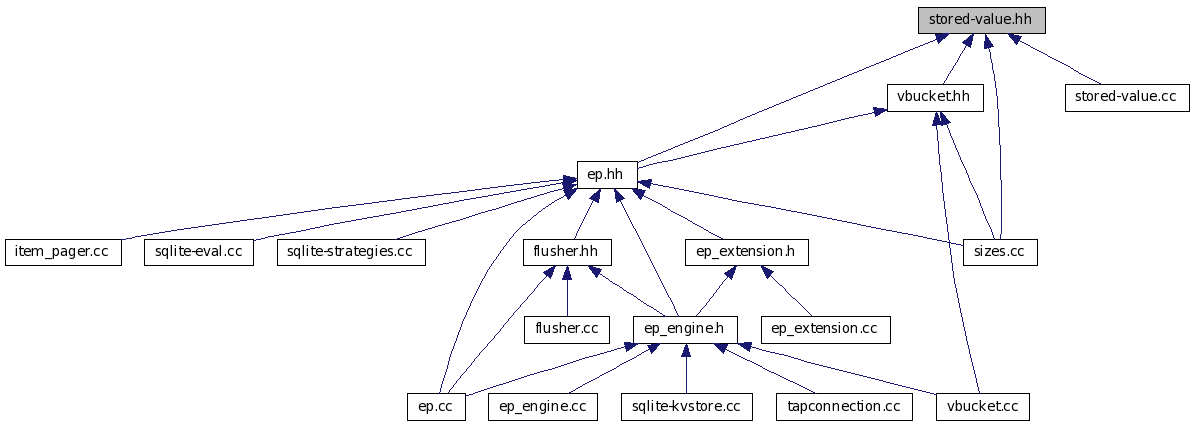 stored-value.hh
vbucket.hh
stored-value.cc
ep.hh
item_pager.cc
sqlite-eval.cc
sqlite-strategies.cc
flusher.hh
ep_extension.h
sizes.cc
flusher.cc
ep_engine.h
ep_extension.cc
ep.cc
ep_engine.cc
sqlite-kvstore.cc
tapconnection.cc
vbucket.cc